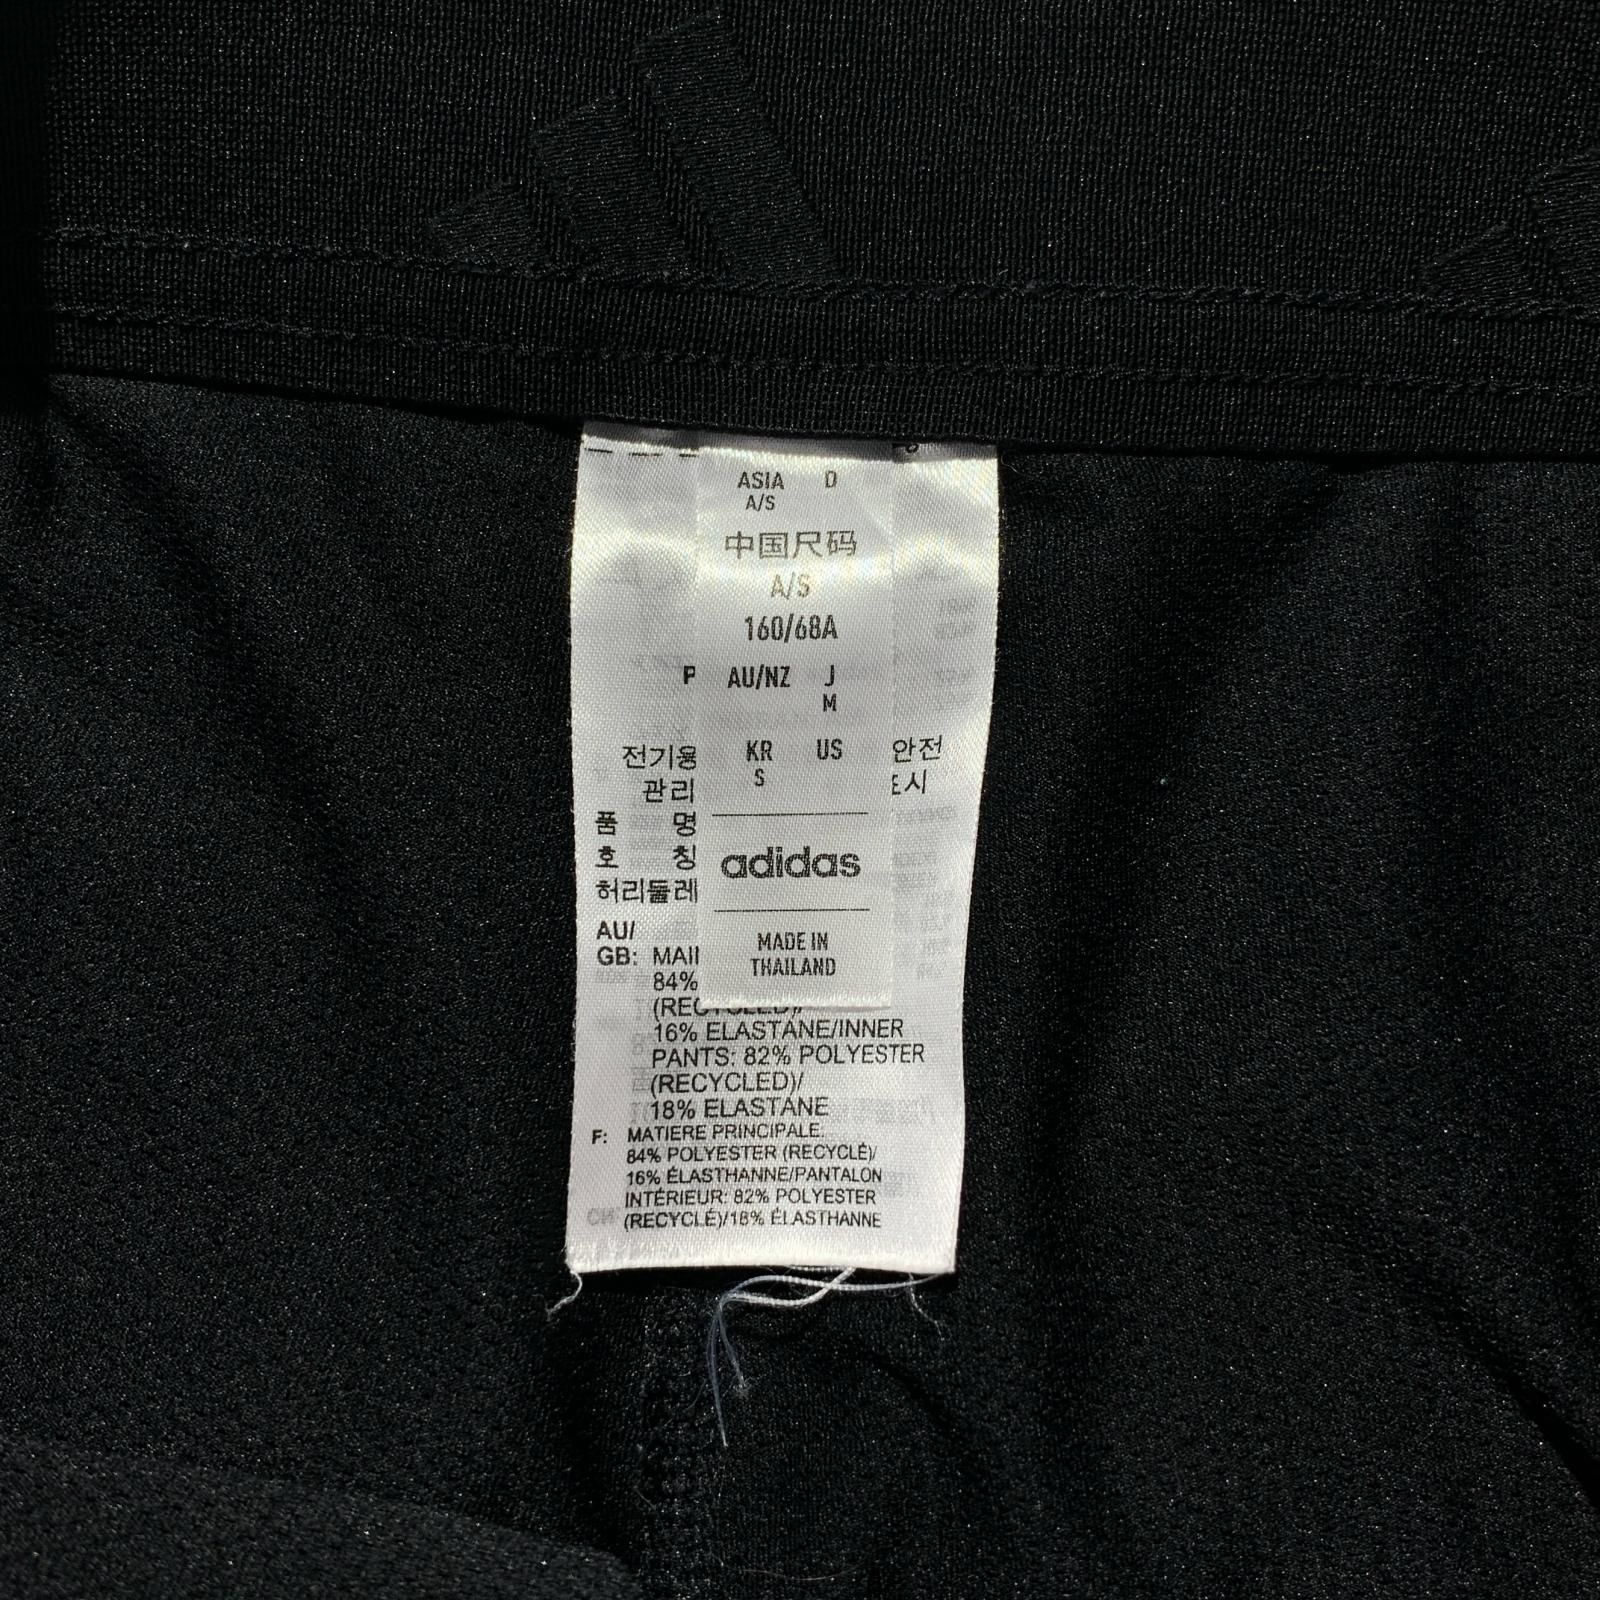 ASIA D
A/S
中国尺码
A/S
160/68A
P AU/NZ J
M
전기용 KR US 안전
관리 S 표시
품 명
호 칭
adidas
허리둘레
AU/
GB: MAII
MADE IN
THAILAND
84%
16% ELASTANE/INNER
PANTS: 82% POLYESTER
(RECYCLED)/
18% ELASTANE
F: MATIERE PRINCIPALE:
84% POLYESTER (RECYCLÉ)/
16% ÉLASTHANNE/PANTALON
INTÉRIEUR: 82% POLYESTER
(RECYCLÉ)/18% ÉLASTHANNE